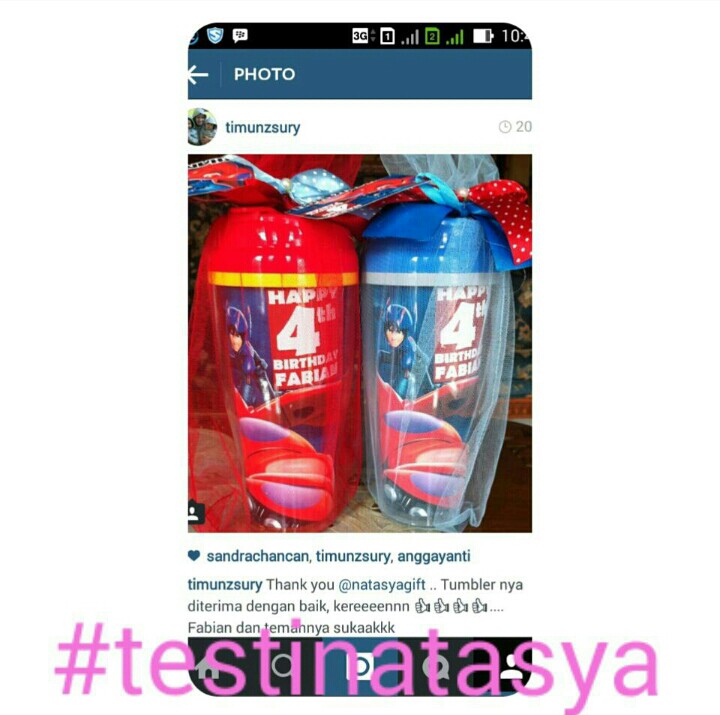 3G 1 2 10:
PHOTO
timunzsury 20
HAPPY
4th
BIRTHDAY
FABIAN
HAPPY
4th
BIRTHDAY
FABIAN
sandrachancan, timunzsury, anggayanti
timunzsury Thank you @natasyagift .. Tumbler nya
diterima dengan baik, kereeeennn 👍👍👍👍....
Fabian dan temannya sukaakkk
#testinatasya